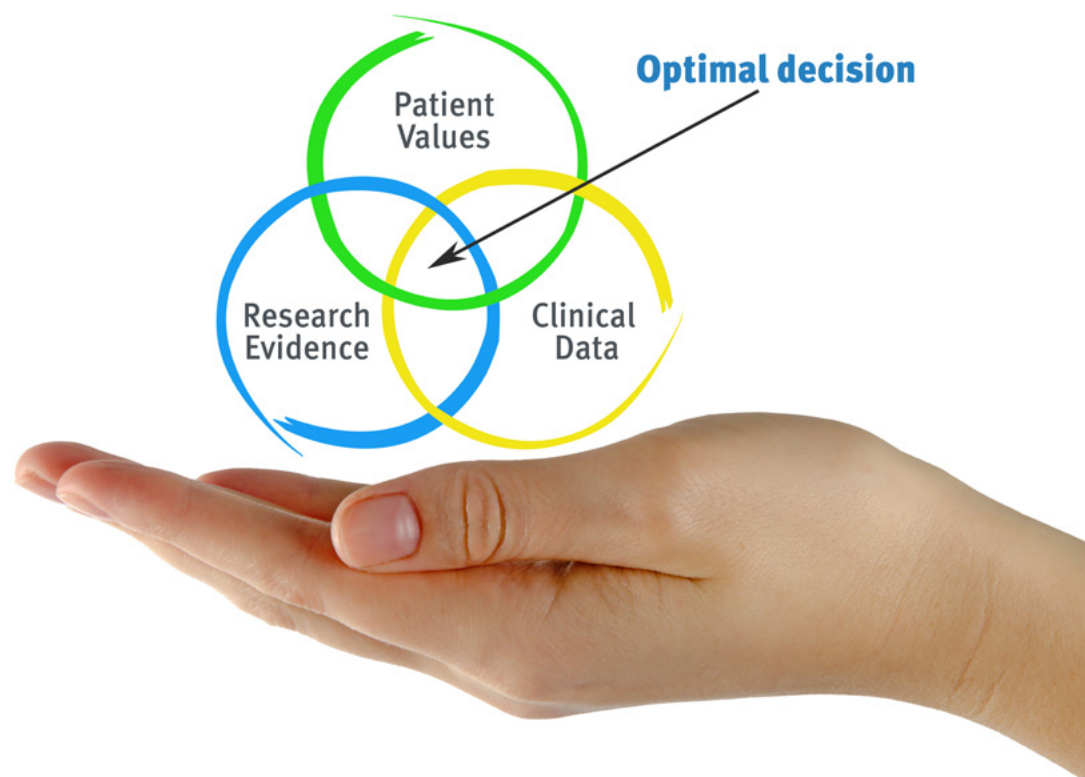 Optimal decision
Patient
Values
Research
Evidence
Clinical
Data